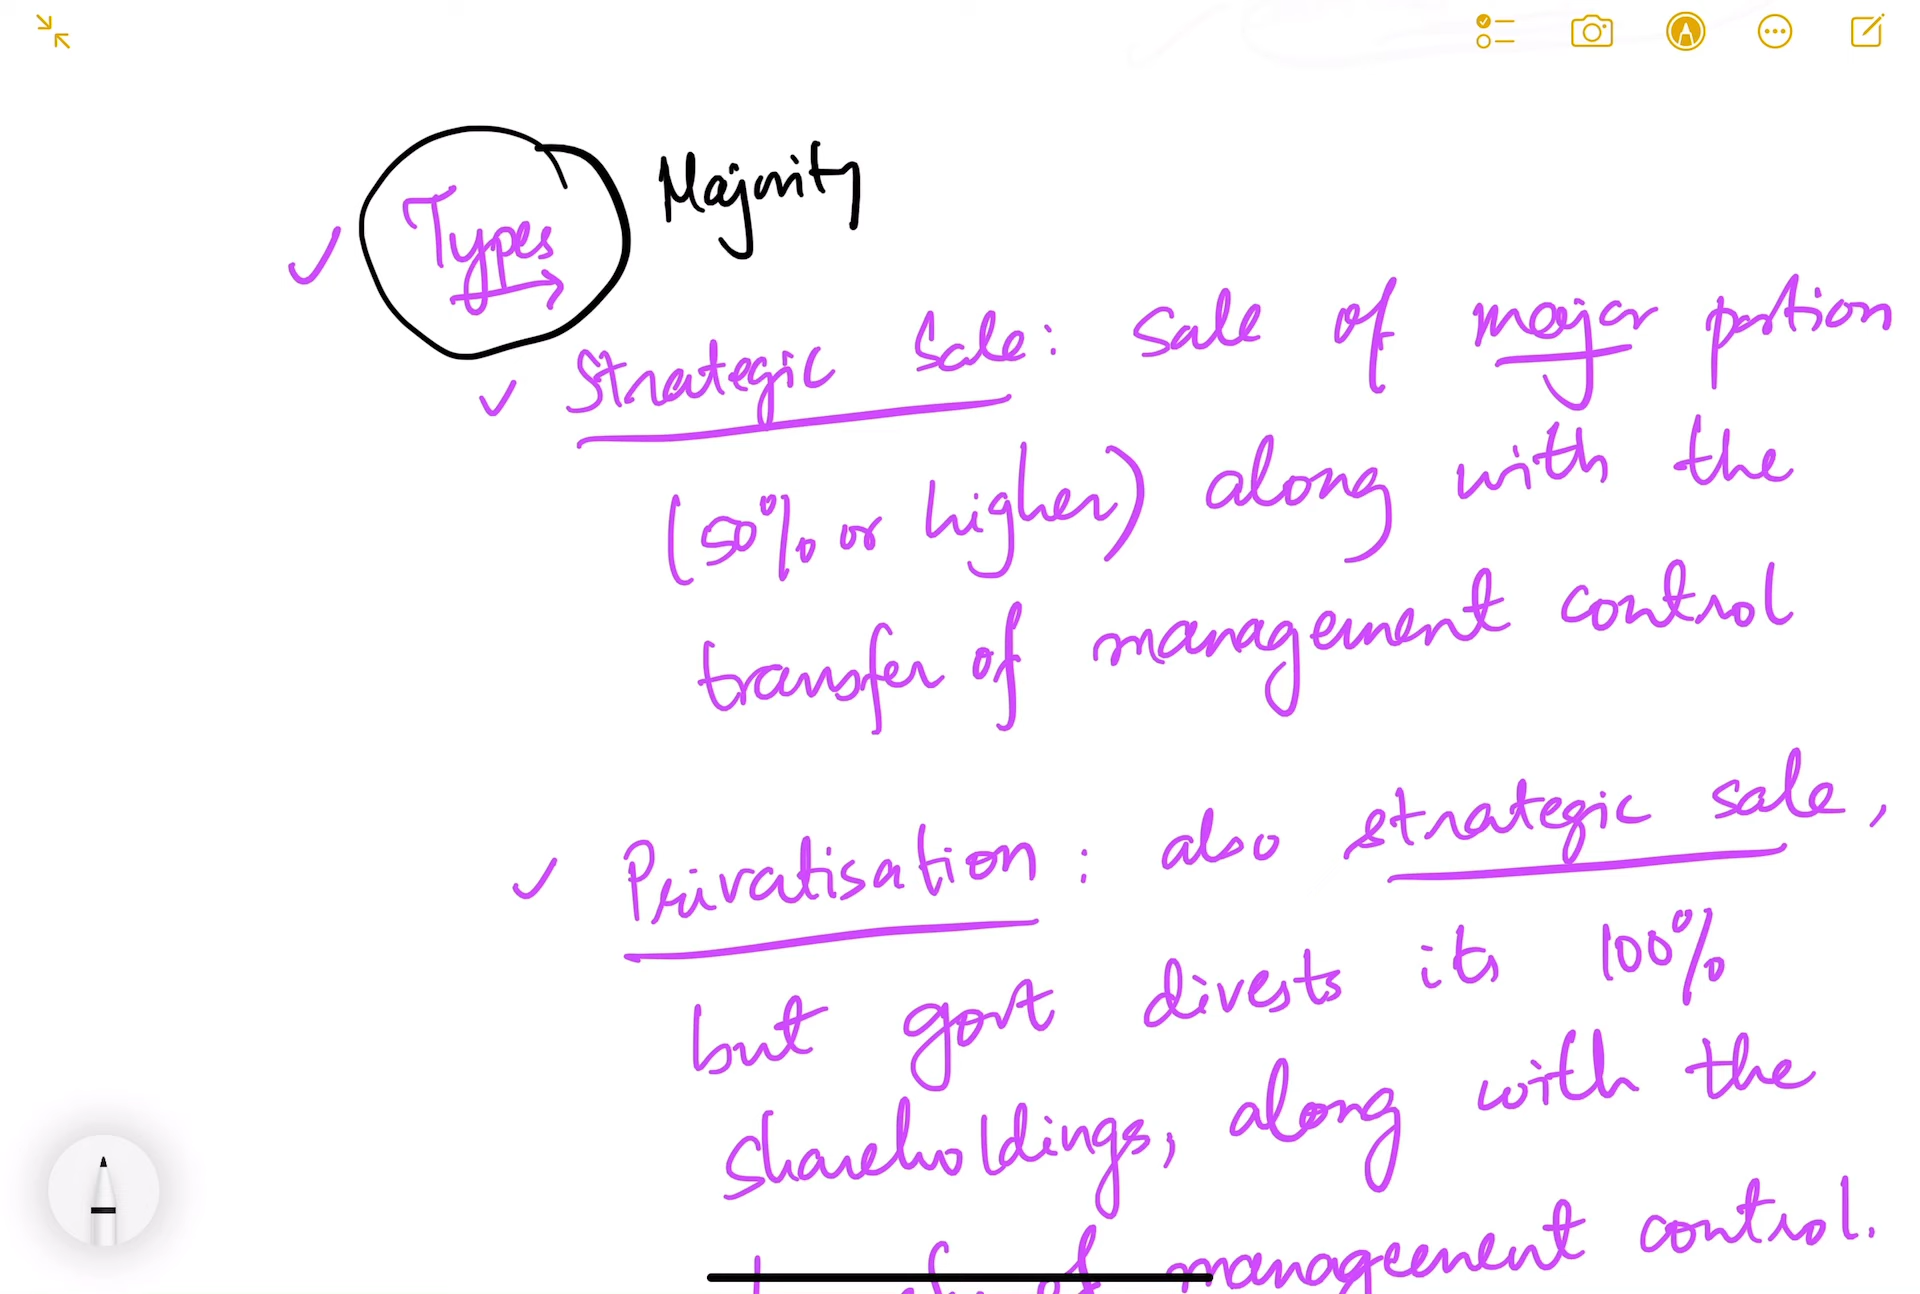 Majority
Types
Strategic Sale: Sale of major portion
(50% or higher) along with the
transfer of management control
Privatisation: also strategic sale,
but govt divests its 100%
shareholdings, along with the
of management control.